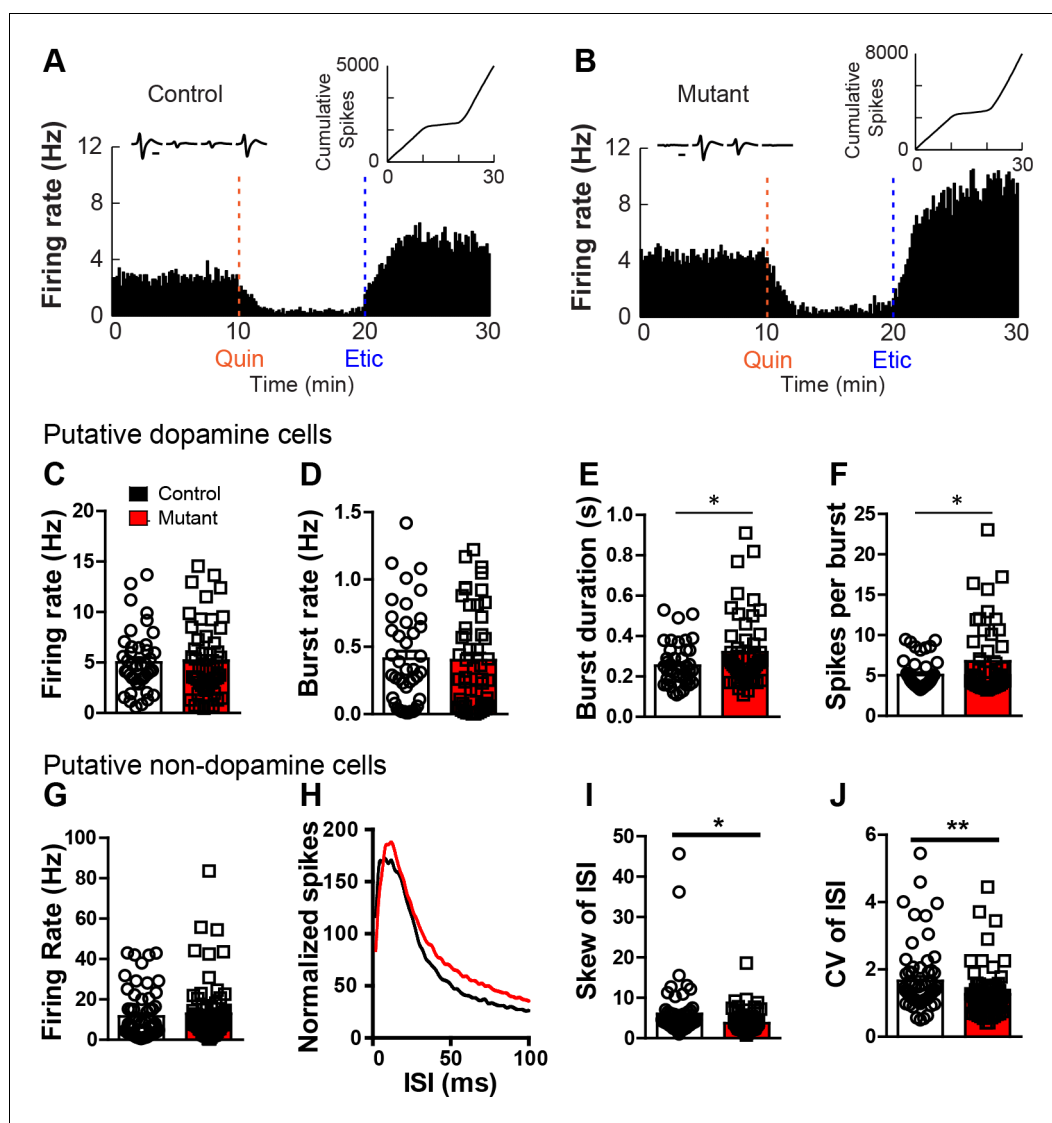 A
Control
5000
0
Cumulative
Spikes
0
30
12
8
4
0
Firing rate (Hz)
0
10
20
30
Quin
Etic
Time (min)
B
Mutant
8000
0
Cumulative
Spikes
0
30
12
8
4
0
Firing rate (Hz)
0
10
20
30
Quin
Etic
Time (min)
Putative dopamine cells
C
Control
Mutant
20
15
10
5
0
Firing rate (Hz)
D
1.5
1.0
0.5
0.0
Burst rate (Hz)
E
*
1.0
0.8
0.6
0.4
0.2
0.0
Burst duration (s)
F
*
25
20
15
10
5
0
Spikes per burst
Putative non-dopamine cells
G
100
80
60
40
20
0
Firing Rate (Hz)
H
200
150
100
50
0
Normalized spikes
0
50
100
ISI (ms)
I
*
50
40
30
20
10
0
Skew of ISI
J
**
6
4
2
0
CV of ISI